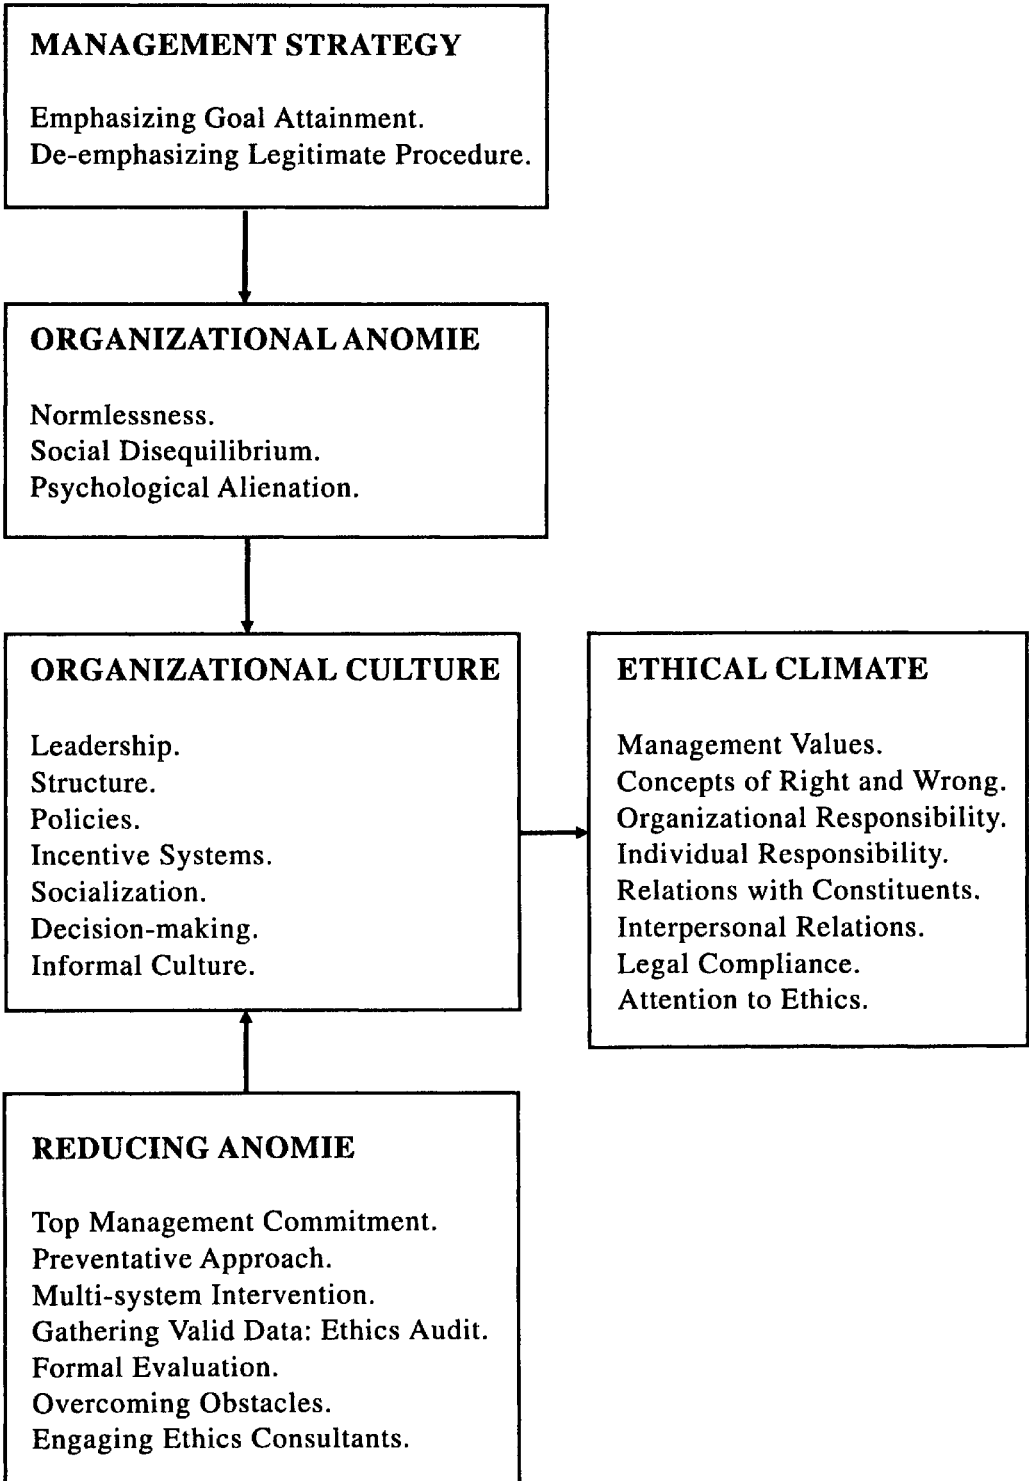 MANAGEMENT STRATEGY
Emphasizing Goal Attainment.
De-emphasizing Legitimate Procedure.
ORGANIZATIONAL ANOMIE
Normlessness.
Social Disequilibrium.
Psychological Alienation.
ORGANIZATIONAL CULTURE
Leadership.
Structure.
Policies.
Incentive Systems.
Socialization.
Decision-making.
Informal Culture.
ETHICAL CLIMATE
Management Values.
Concepts of Right and Wrong.
Organizational Responsibility.
Individual Responsibility.
Relations with Constituents.
Interpersonal Relations.
Legal Compliance.
Attention to Ethics.
REDUCING ANOMIE
Top Management Commitment.
Preventative Approach.
Multi-system Intervention.
Gathering Valid Data: Ethics Audit.
Formal Evaluation.
Overcoming Obstacles.
Engaging Ethics Consultants.